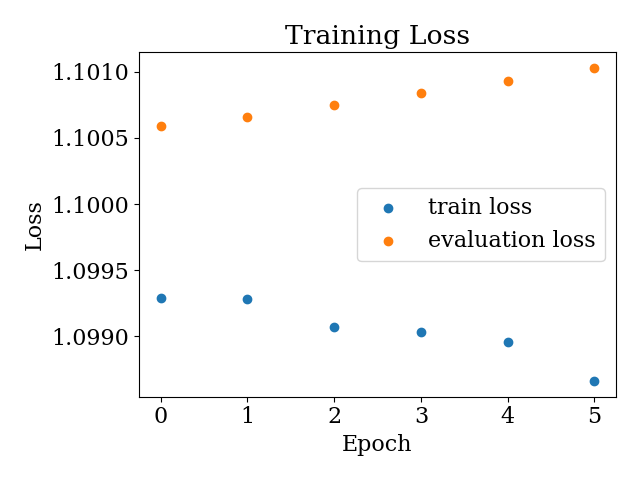 Training Loss
1.1010
1.1005
1.1000
1.0995
1.0990
Loss
train loss
evaluation loss
0 1 2 3 4 5
Epoch